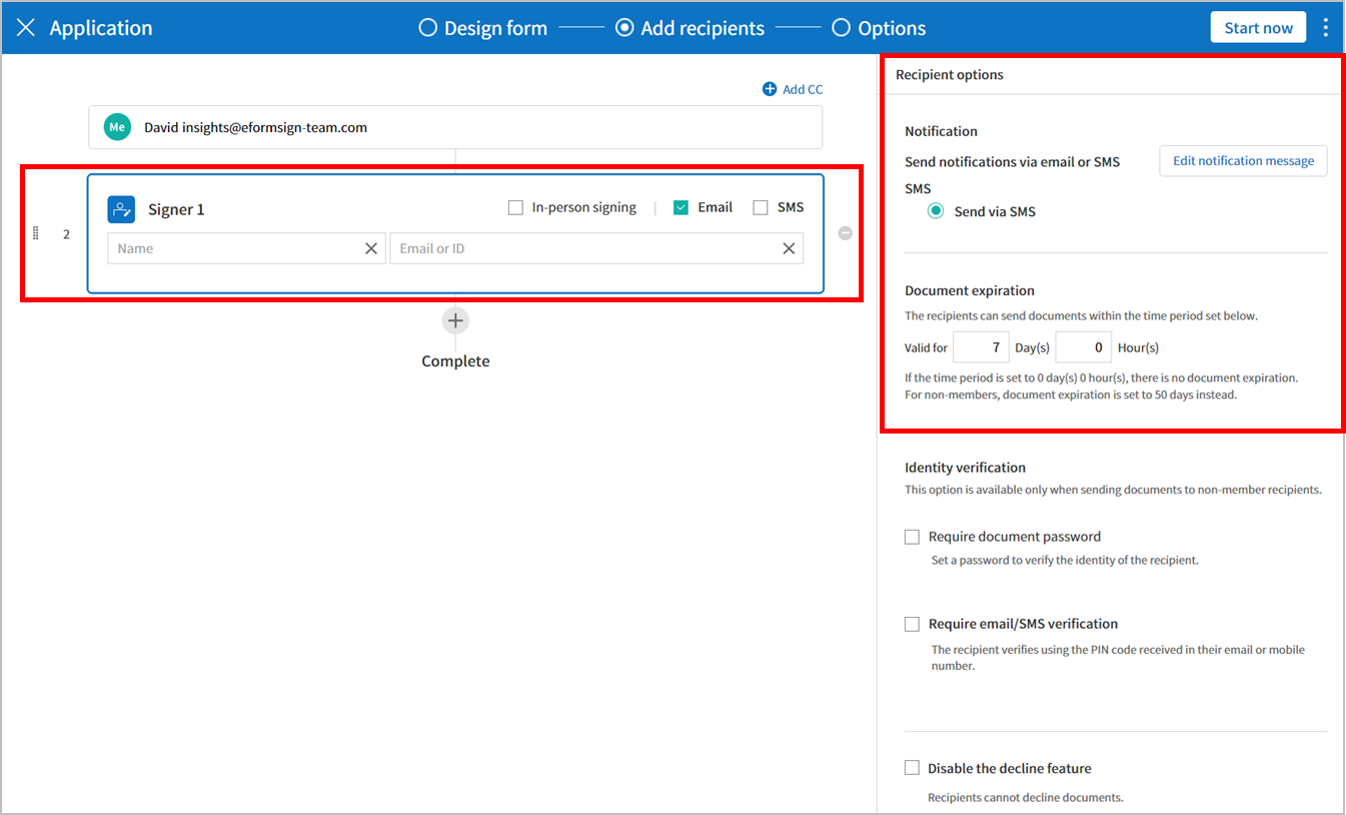 Application
Design form
Add recipients
Options
Start now
Add CC
Me
David insights@eformsign-team.com
2
Signer 1
In-person signing
Email
SMS
Name
Email or ID
Complete
Recipient options
Notification
Send notifications via email or SMS
Edit notification message
SMS
Send via SMS
Document expiration
The recipients can send documents within the time period set below.
Valid for 7 Day(s) 0 Hour(s)
If the time period is set to 0 day(s) 0 hour(s), there is no document expiration.
For non-members, document expiration is set to 50 days instead.
Identity verification
This option is available only when sending documents to non-member recipients.
Require document password
Set a password to verify the identity of the recipient.
Require email/SMS verification
The recipient verifies using the PIN code received in their email or mobile
number.
Disable the decline feature
Recipients cannot decline documents.